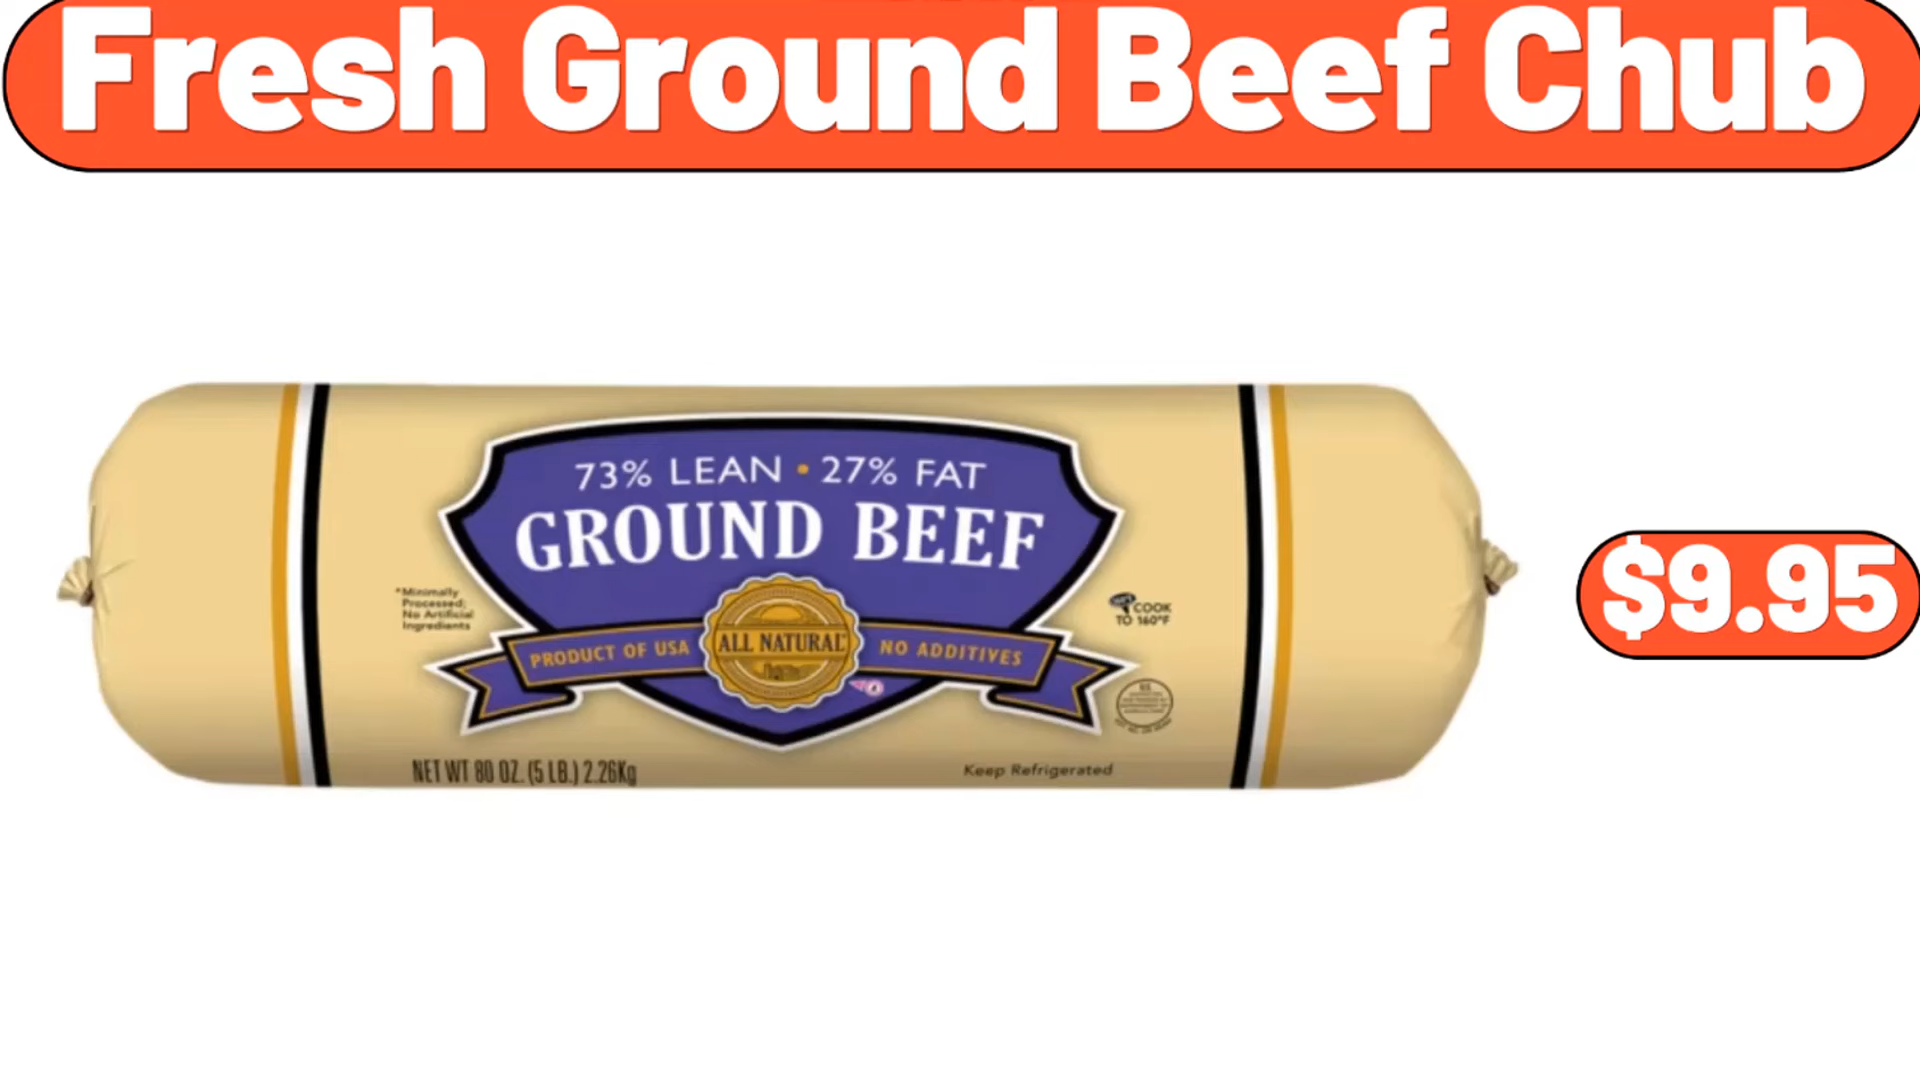 Fresh Ground Beef Chub
73% LEAN • 27% FAT
GROUND BEEF
*Minimally
Processed;
No Artificial
Ingredients
COOK
TO 160°F
PRODUCT OF USA
ALL NATURAL*
NO ADDITIVES
NET WT 80 OZ. (5 LB.) 2.26Kg
Keep Refrigerated
$9.95